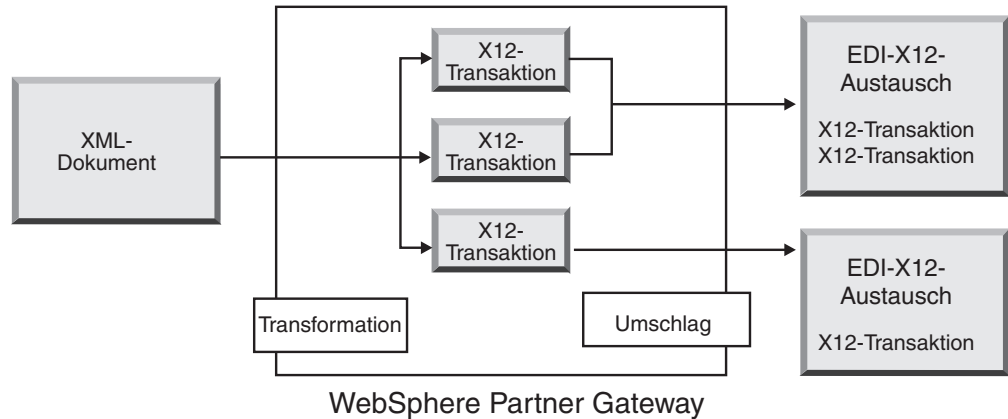 XML-
Dokument
X12-
Transaktion
X12-
Transaktion
X12-
Transaktion
EDI-X12-
Austausch
X12-Transaktion
X12-Transaktion
EDI-X12-
Austausch
X12-Transaktion
Transformation
Umschlag
WebSphere Partner Gateway